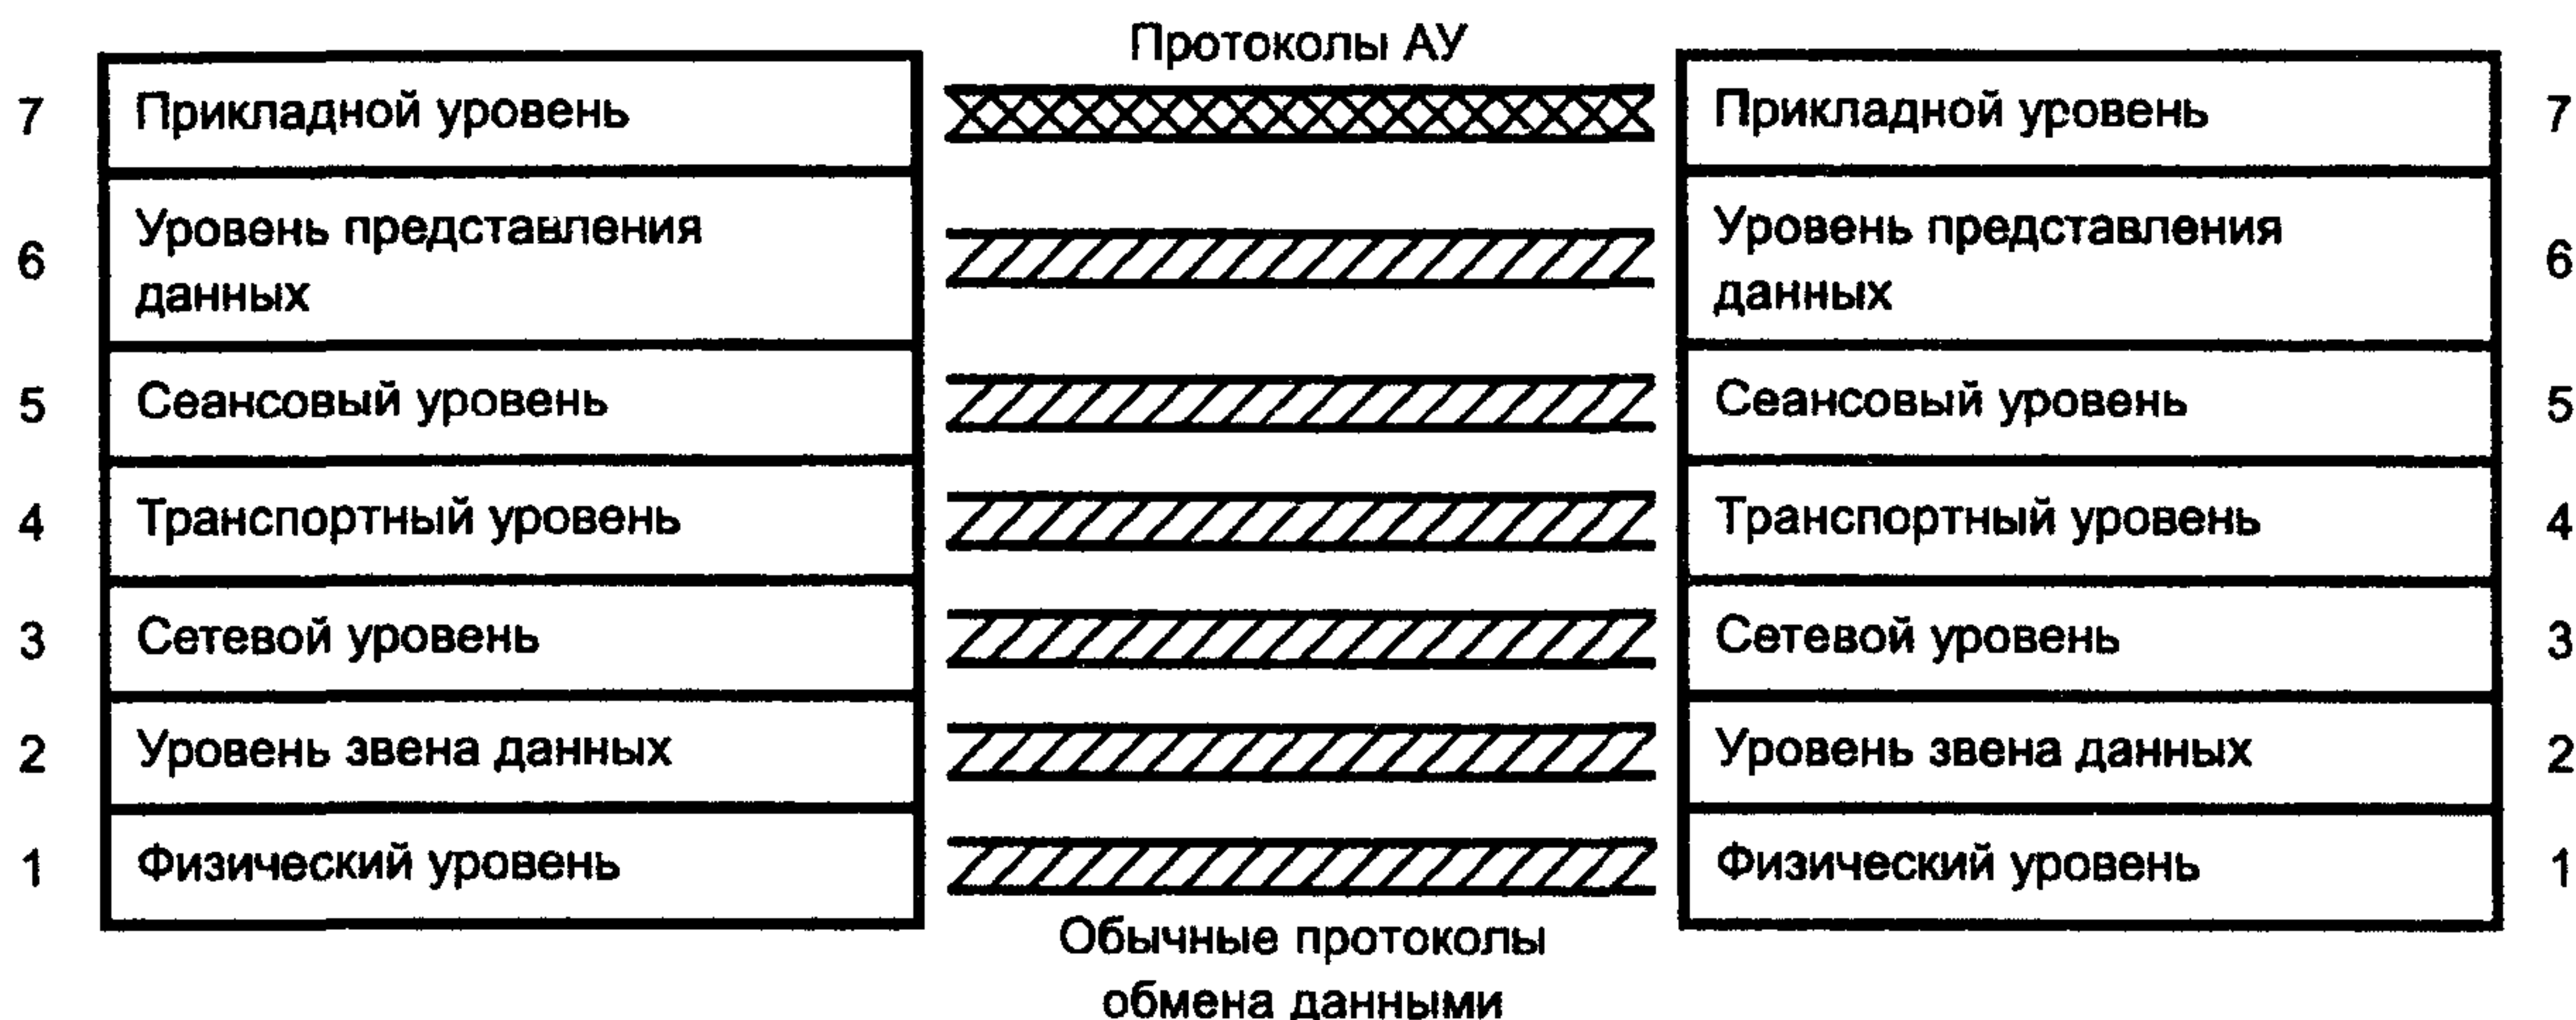 Протоколы АУ
7 Прикладной уровень Прикладной уровень 7
6 Уровень представления Уровень представления 6
данных данных
5 Сеансовый уровень Сеансовый уровень 5
4 Транспортный уровень Транспортный уровень 4
3 Сетевой уровень Сетевой уровень 3
2 Уровень звена данных Уровень звена данных 2
1 Физический уровень Физический уровень 1
Обычные протоколы
обмена данными